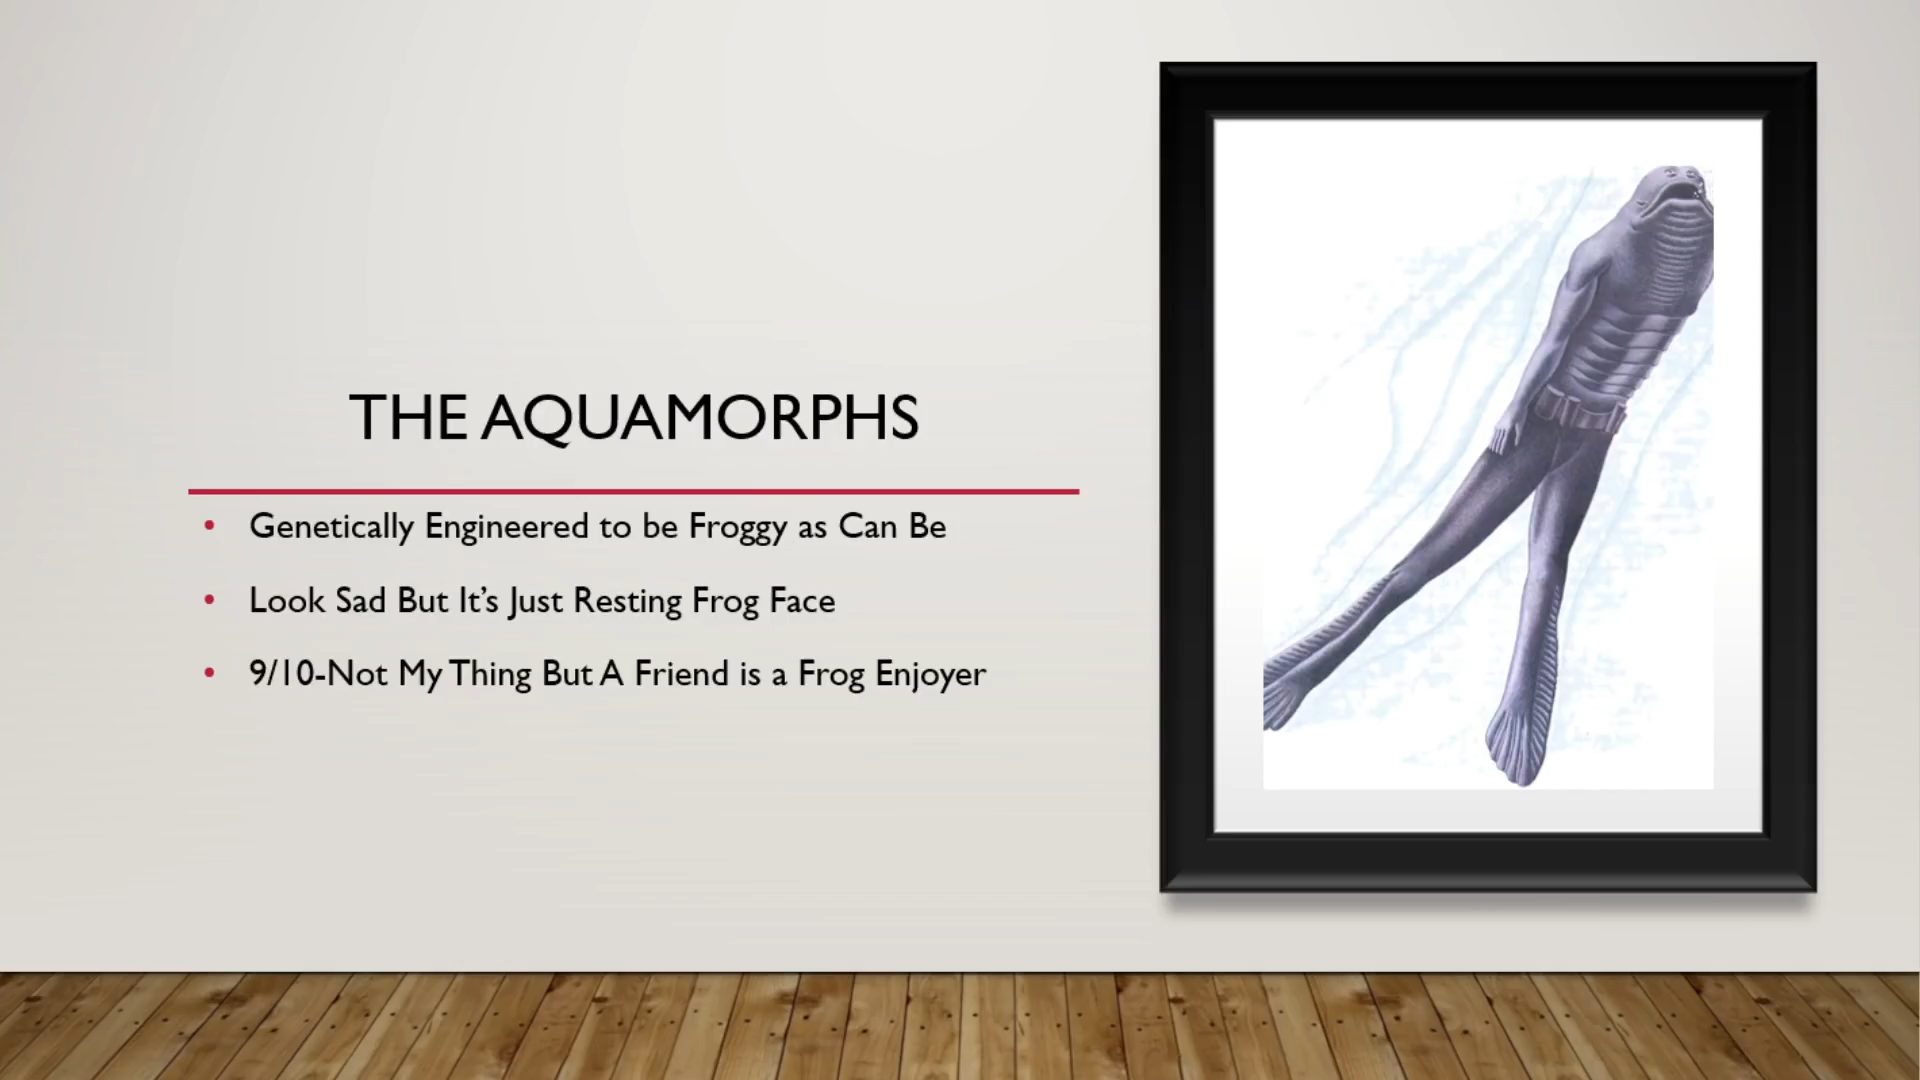 THE AQUAMORPHS
• Genetically Engineered to be Froggy as Can Be
• Look Sad But It’s Just Resting Frog Face
• 9/10-Not My Thing But A Friend is a Frog Enjoyer